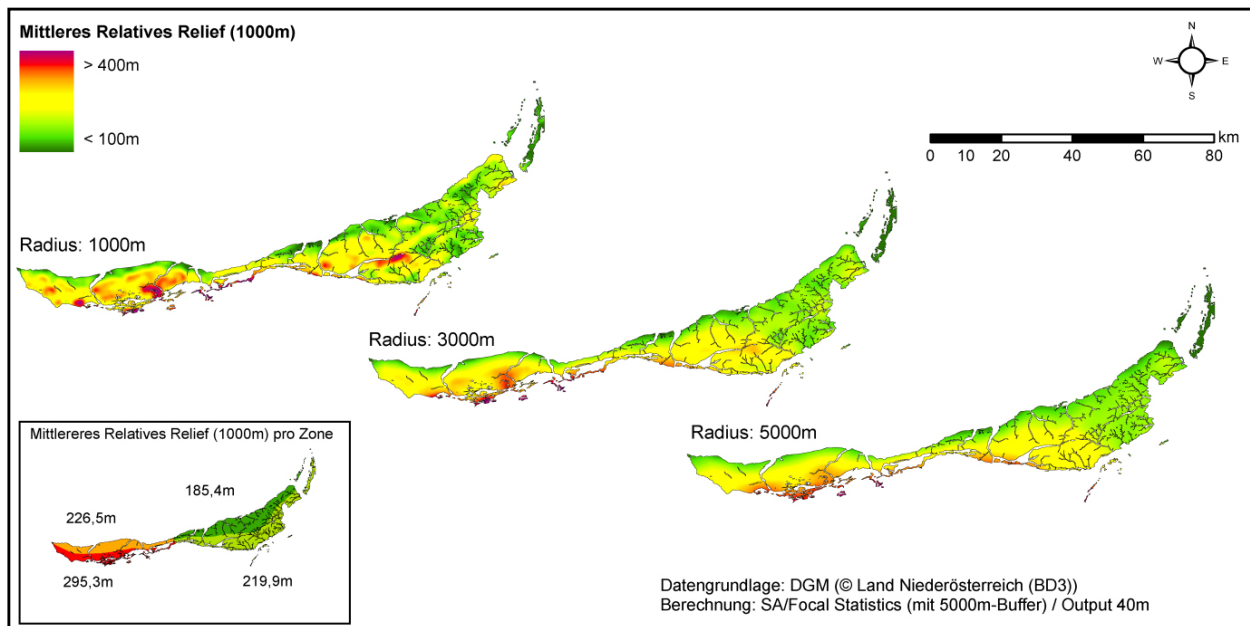 Mittleres Relatives Relief (1000m)
> 400m
< 100m
N
W E
S
km
0 10 20 40 60 80
Radius: 1000m
Radius: 3000m
Radius: 5000m
Mittlereres Relatives Relief (1000m) pro Zone
185,4m
226,5m
295,3m
219,9m
Datengrundlage: DGM (© Land Niederösterreich (BD3))
Berechnung: SA/Focal Statistics (mit 5000m-Buffer) / Output 40m